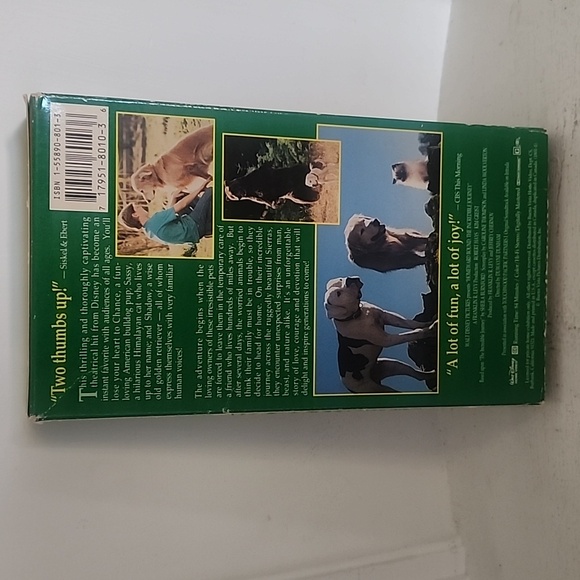 "Two thumbs up!" — Siskel & Ebert
This thrilling and thoroughly captivating
theatrical hit from Disney has become an
instant favorite with audiences of all ages. You'll
lose your heart to Chance, a fun-
loving American bulldog pup; Sassy,
a hilarious Himalayan cat who lives
up to her name; and Shadow, a wise
old golden retriever — all of whom
express themselves with very familiar
human voices!
The adventure begins when the
loving owners of these irresistible pets
are forced to leave them in the temporary care of
a friend who lives hundreds of miles away. But
after several days, the worried animals begin to
think their family must be in trouble, so they
decide to head for home. On their incredible
journey across the ruggedly beautiful Sierras,
they encounter unexpected surprises from man,
beast, and nature alike. It's an unforgettable
story of love, courage and devotion that will
delight and inspire generations to come!
ISBN 1-55890-801-3
7 17951-8010-3 6
"A lot of fun, a lot of joy!" — CBS This Morning